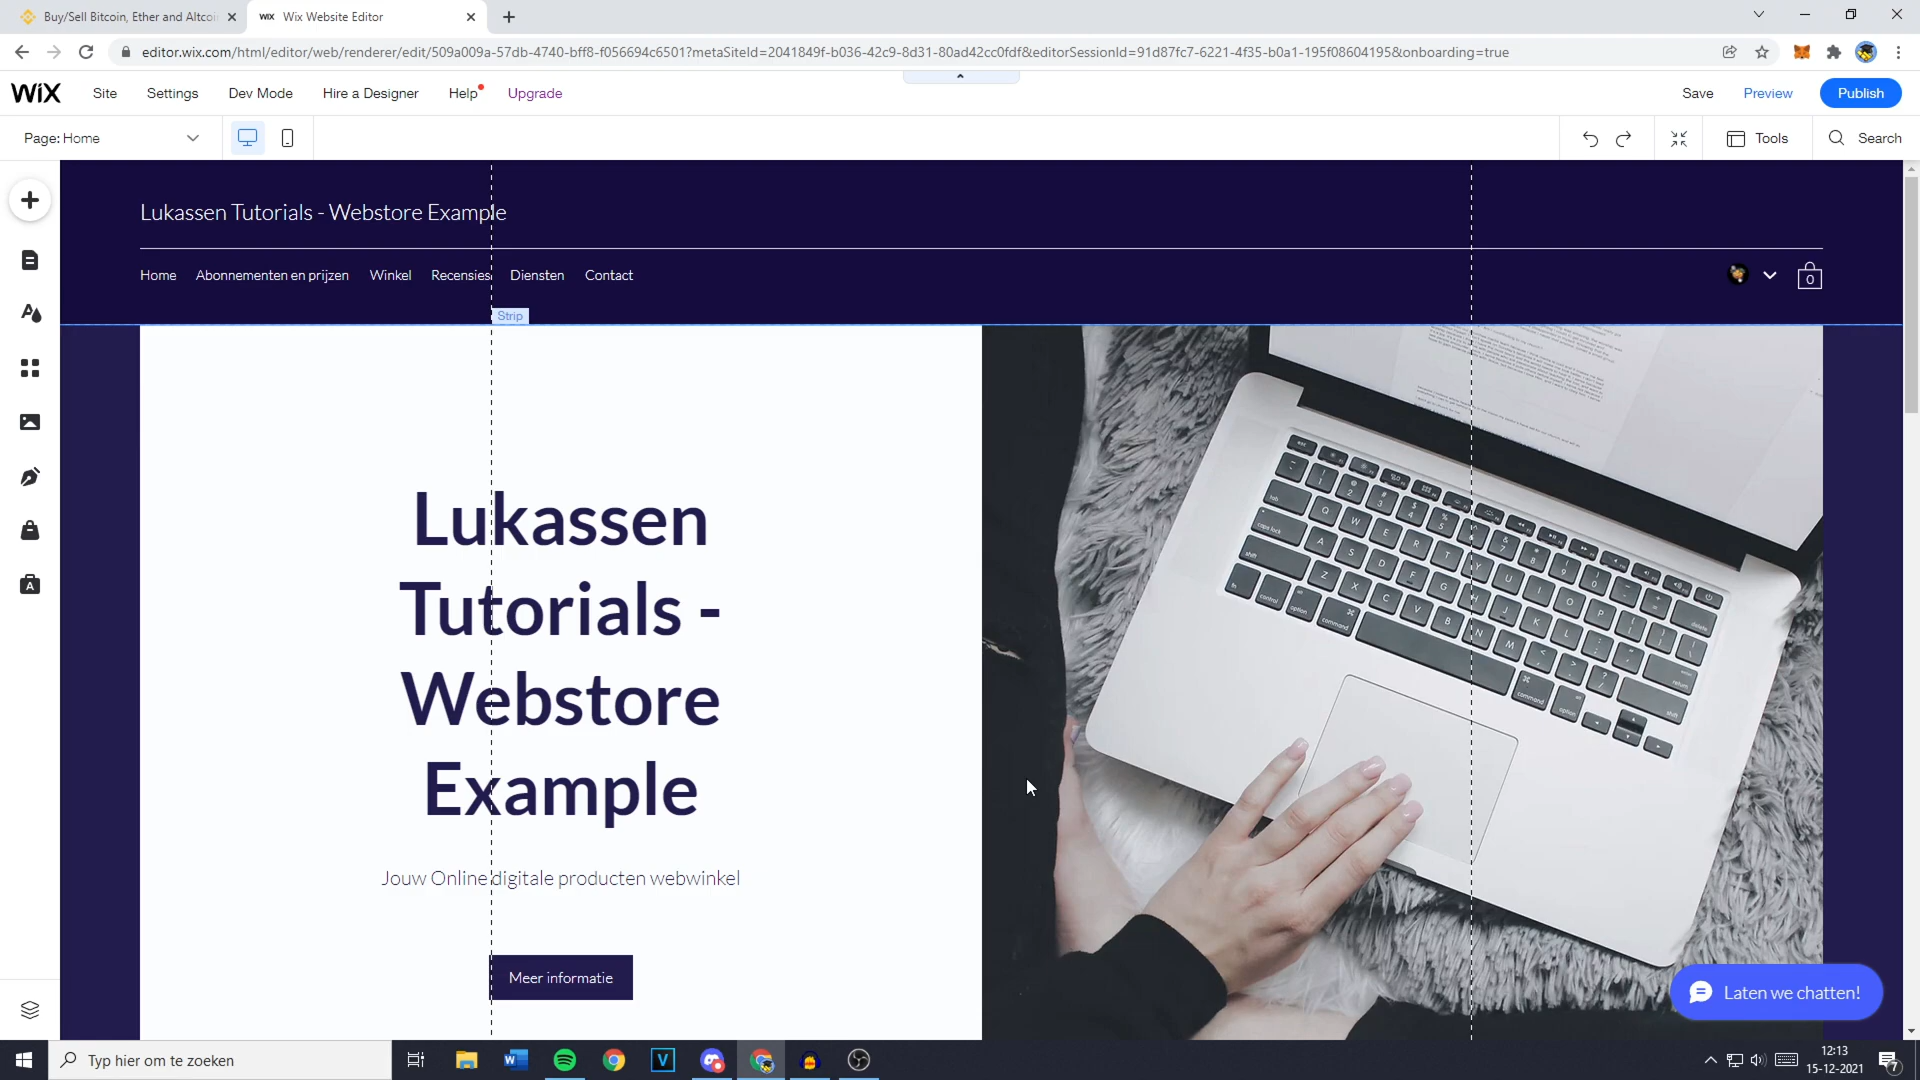 Buy/Sell Bitcoin, Ether and Altcoi
WiX Wix Website Editor
editor.wix.com/html/editor/web/renderer/edit/509a009a-57db-4740-bff8-f056694c6501?metaSiteId=2041849f-b036-42c9-8d31-80ad42cc0fdf&editorSessionId=91d87fc7-6221-4f35-b0a1-195f08604195&onboarding=true
WiX Site Settings Dev Mode Hire a Designer Help Upgrade Save Preview Publish
Page: Home Tools Search
Lukassen Tutorials - Webstore Example
Home Abonnementen en prijzen Winkel Recensies Diensten Contact 0
Strip
Lukassen
Tutorials -
Webstore
Example
Jouw Online digitale producten webwinkel
Meer informatie
Laten we chatten!
Typ hier om te zoeken
12:13
15-12-2021
7